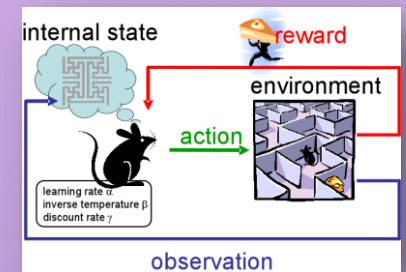 internal state
reward
environment
action
learning rate α
inverse temperature β
discount rate γ
observation